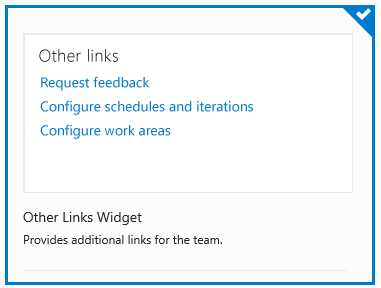 Other links
Request feedback
Configure schedules and iterations
Configure work areas
Other Links Widget
Provides additional links for the team.